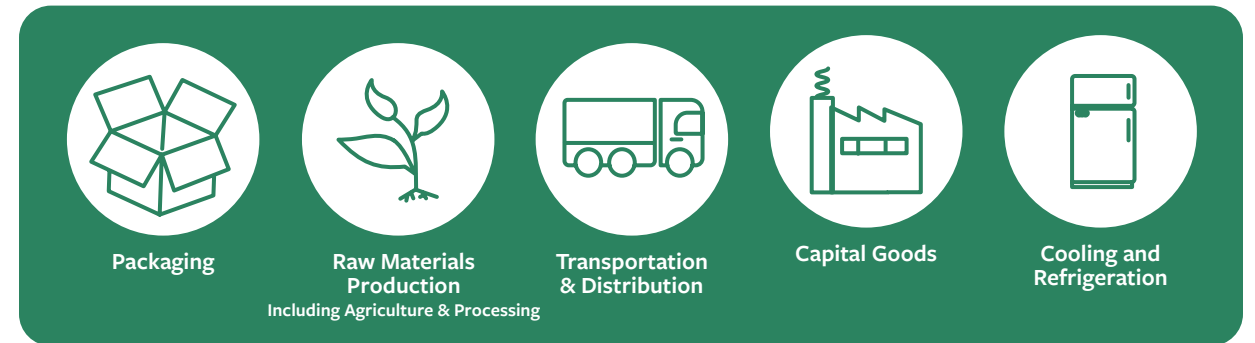 Packaging
Raw Materials
Production
Including Agriculture & Processing
Transportation
& Distribution
Capital Goods
Cooling and
Refrigeration